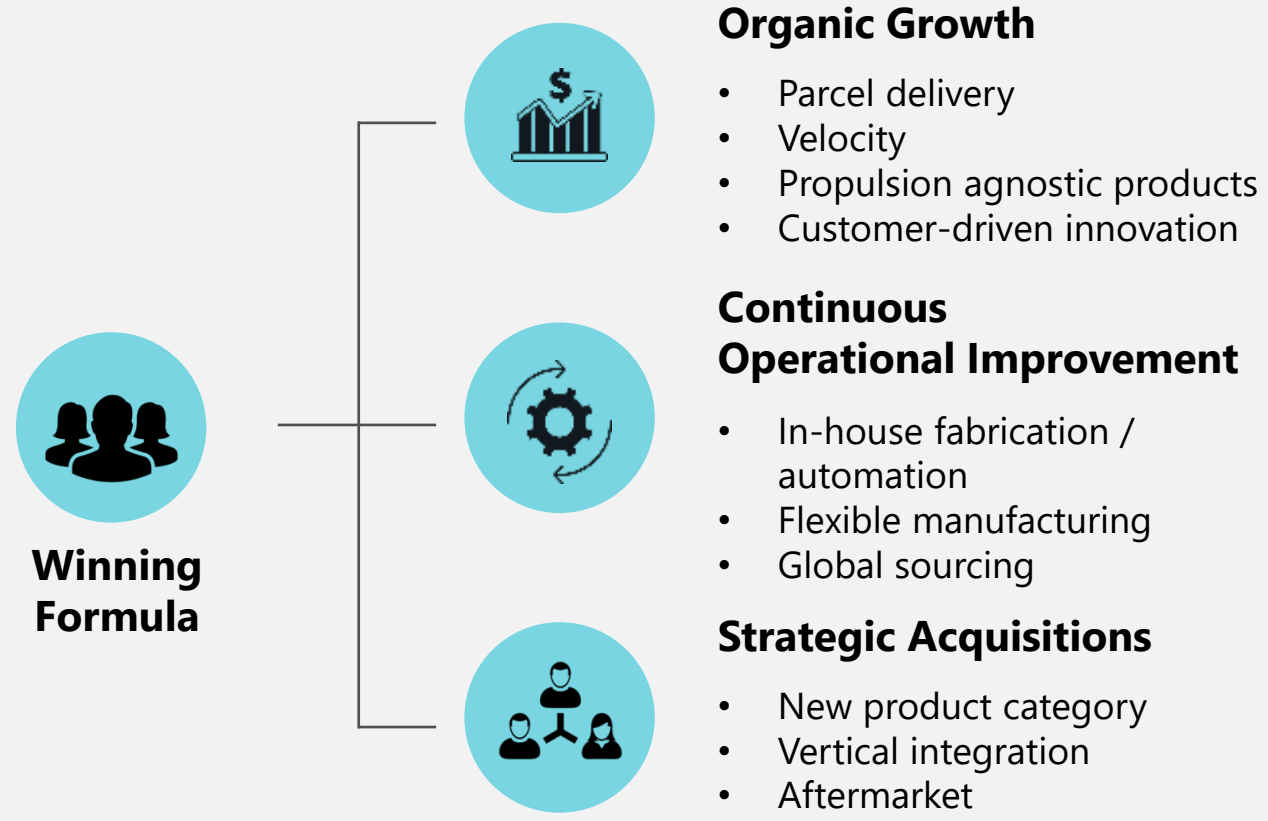 Organic Growth
• Parcel delivery
• Velocity
• Propulsion agnostic products
• Customer-driven innovation
Continuous
Operational Improvement
• In-house fabrication /
automation
• Flexible manufacturing
• Global sourcing
Winning
Formula
Strategic Acquisitions
• New product category
• Vertical integration
• Aftermarket
$